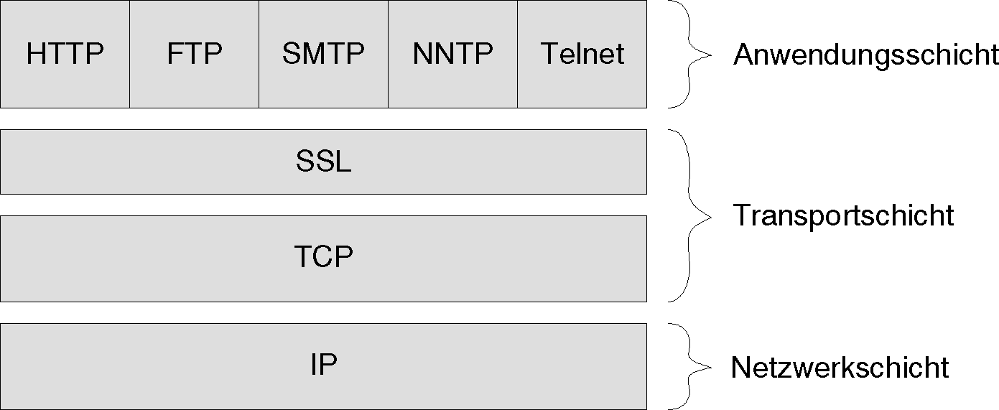 HTTP FTP SMTP NNTP Telnet Anwendungsschicht
SSL
Transportschicht
TCP
IP
Netzwerkschicht